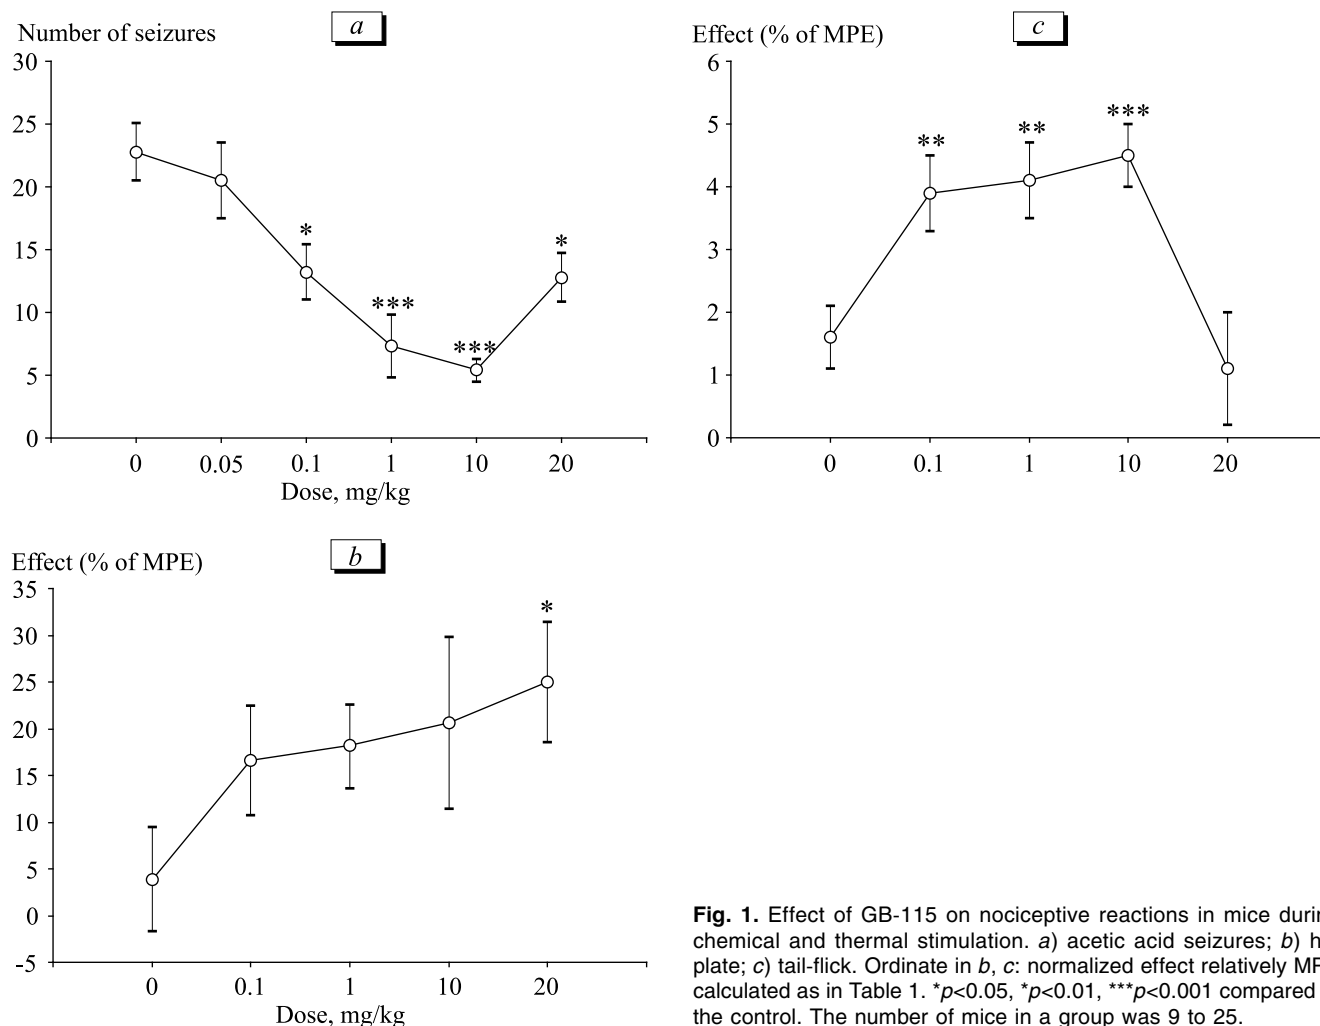 Number of seizures
a
30
25
20
15
10
5
0
*
***
***
*
0 0.05 0.1 1 10 20
Dose, mg/kg
Effect (% of MPE)
c
6
5
4
3
2
1
0
**
**
***
0 0.1 1 10 20
Effect (% of MPE)
b
35
30
25
20
15
10
5
0
-5
*
0 0.1 1 10 20
Dose, mg/kg
Fig. 1. Effect of GB-115 on nociceptive reactions in mice
chemical and thermal stimulation. a) acetic acid seizures; b)
plate; c) tail-flick. Ordinate in b, c: normalized effect relatively
calculated as in Table 1. *p<0.05, *p<0.01, ***p<0.001 compared
the control. The number of mice in a group was 9 to 25.